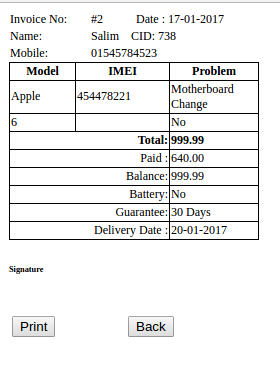 Invoice No: #2 Date : 17-01-2017
Name: Salim CID: 738
Mobile: 01545784523
Model IMEI Problem
Apple 454478221 Motherboard
Change
6 No
Total: 999.99
Paid : 640.00
Balance: 999.99
Battery: No
Guarantee: 30 Days
Delivery Date : 20-01-2017
Signature
Print Back